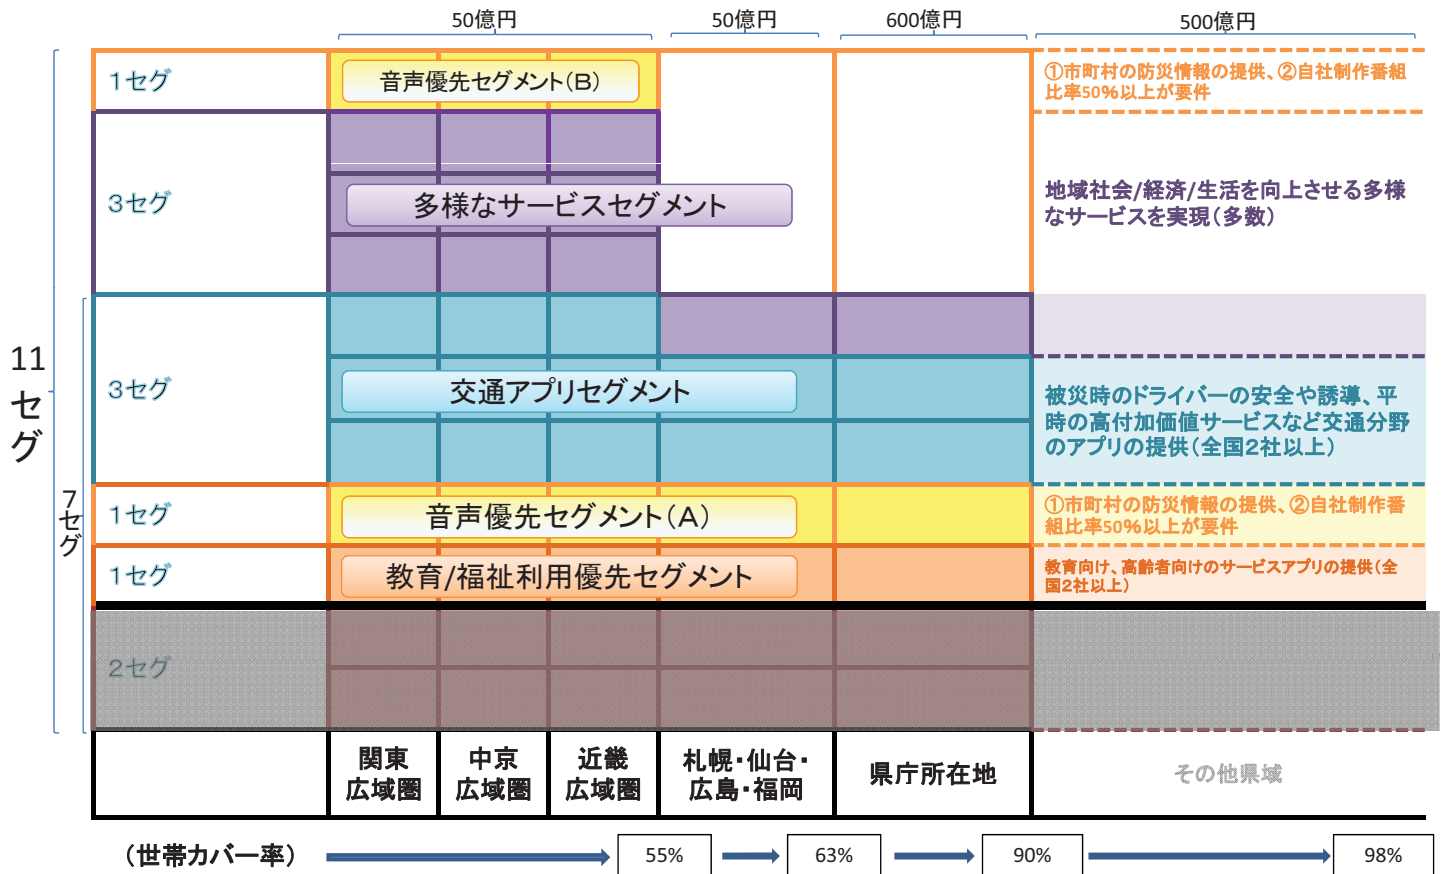 50億円
50億円
600億円
500億円
1セグ
音声優先セグメント(B)
①市町村の防災情報の提供、②自社制作番組
比率50%以上が要件
3セグ
多様なサービスセグメント
地域社会/経済/生活を向上させる多様
なサービスを実現(多数)
11
セ
グ
3セグ
交通アプリセグメント
被災時のドライバーの安全や誘導、平
時の高付加価値サービスなど交通分野
のアプリの提供(全国2社以上)
7
セ
グ
1セグ
音声優先セグメント(A)
①市町村の防災情報の提供、②自社制作番
組比率50%以上が要件
1セグ
教育/福祉利用優先セグメント
教育向け、高齢者向けのサービスアプリの提供(全
国2社以上)
2セグ
関東
広域圏
中京
広域圏
近畿
広域圏
札幌・仙台・
広島・福岡
県庁所在地
その他県域
(世帯カバー率)
55%
63%
90%
98%